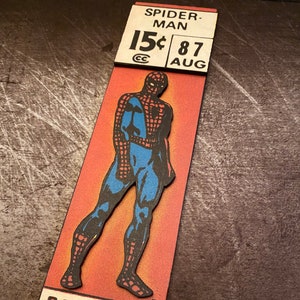 SPIDER-
MAN
15¢ 87
CC AUG